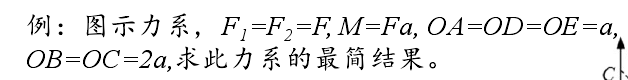 例：图示力系，F₁=F₂=F, M=Fa, OA=OD=OE=a,
OB=OC=2a,求此力系的最简结果。
C